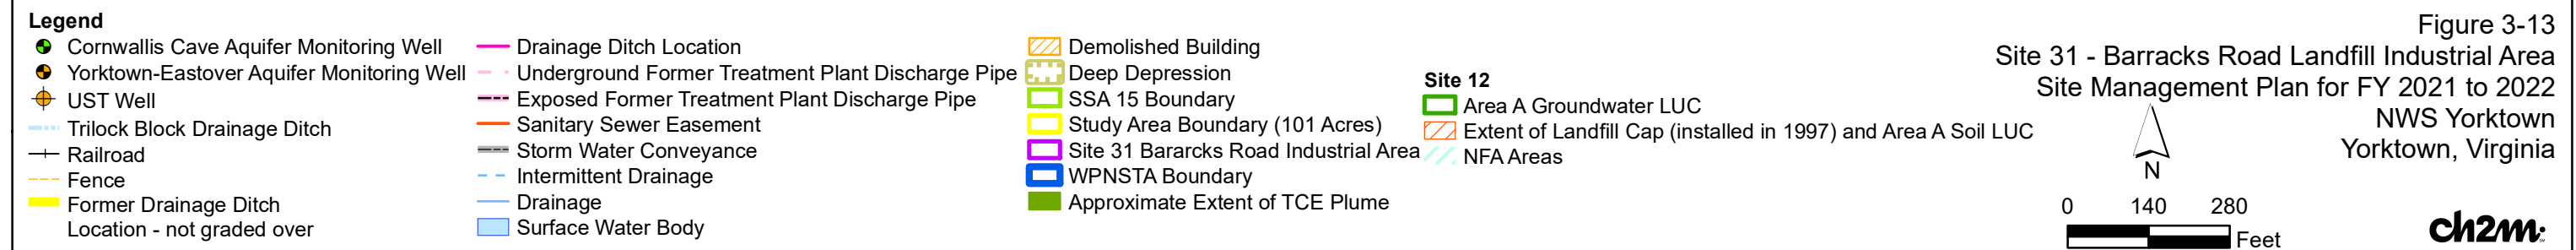 Legend
Cornwallis Cave Aquifer Monitoring Well
Yorktown-Eastover Aquifer Monitoring Well
UST Well
Trilock Block Drainage Ditch
Railroad
Fence
Former Drainage Ditch
Location - not graded over
Drainage Ditch Location
Underground Former Treatment Plant Discharge Pipe
Exposed Former Treatment Plant Discharge Pipe
Sanitary Sewer Easement
Storm Water Conveyance
Intermittent Drainage
Drainage
Surface Water Body
Demolished Building
Deep Depression
SSA 15 Boundary
Study Area Boundary (101 Acres)
Site 31 Bararcks Road Industrial Area
WPNSTA Boundary
Approximate Extent of TCE Plume
Site 12
Area A Groundwater LUC
Extent of Landfill Cap (installed in 1997) and Area A Soil LUC
NFA Areas
Figure 3-13
Site 31 - Barracks Road Landfill Industrial Area
Site Management Plan for FY 2021 to 2022
NWS Yorktown
Yorktown, Virginia
N
0 140 280
Feet
ch2m